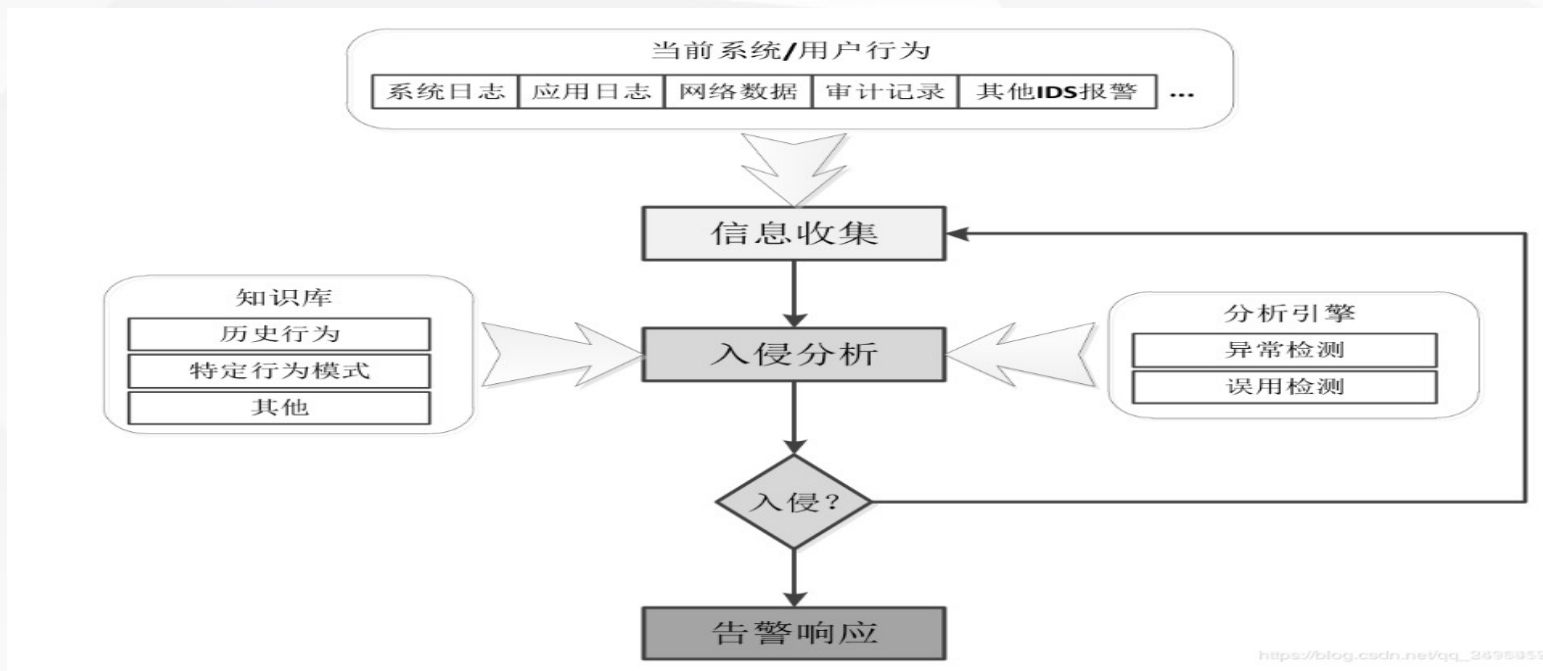 当前系统/用户行为
系统日志 应用日志 网络数据 审计记录 其他IDS报警 ...
信息收集
知识库
历史行为
特定行为模式
其他
入侵分析
分析引擎
异常检测
误用检测
入侵？
告警响应